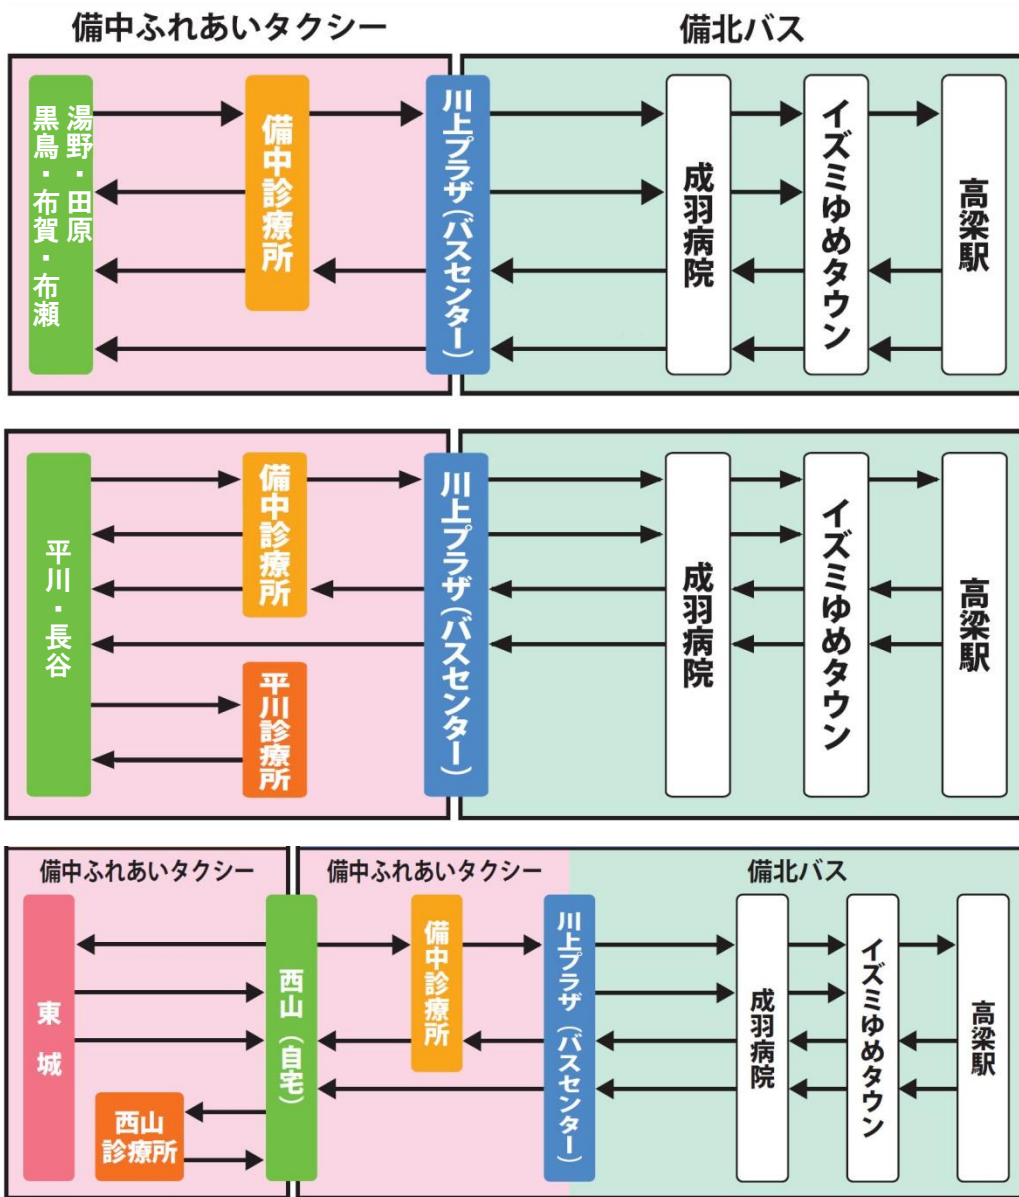 備中ふれあいタクシー
備北バス
湯野・田原
黒鳥・布賀・布瀬
備中診療所
川上プラザ(バスセンター)
成羽病院
イズミゆめタウン
高梁駅
平川・長谷
備中診療所
平川診療所
川上プラザ(バスセンター)
成羽病院
イズミゆめタウン
高梁駅
備中ふれあいタクシー
備中ふれあいタクシー
備北バス
東城
西山診療所
西山(自宅)
備中診療所
川上プラザ(バスセンター)
成羽病院
イズミゆめタウン
高梁駅